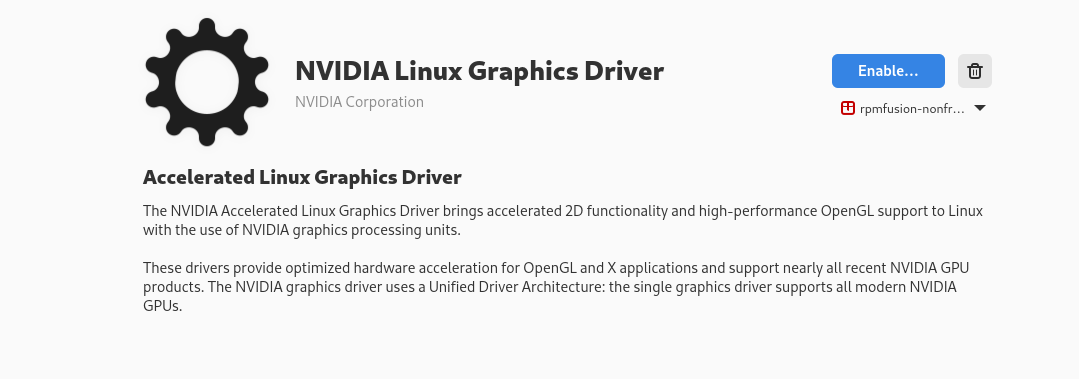 NVIDIA Linux Graphics Driver
NVIDIA Corporation
Enable...
rpmfusion-nonfr...
Accelerated Linux Graphics Driver
The NVIDIA Accelerated Linux Graphics Driver brings accelerated 2D functionality and high-performance OpenGL support to Linux
with the use of NVIDIA graphics processing units.
These drivers provide optimized hardware acceleration for OpenGL and X applications and support nearly all recent NVIDIA GPU
products. The NVIDIA graphics driver uses a Unified Driver Architecture: the single graphics driver supports all modern NVIDIA
GPUs.